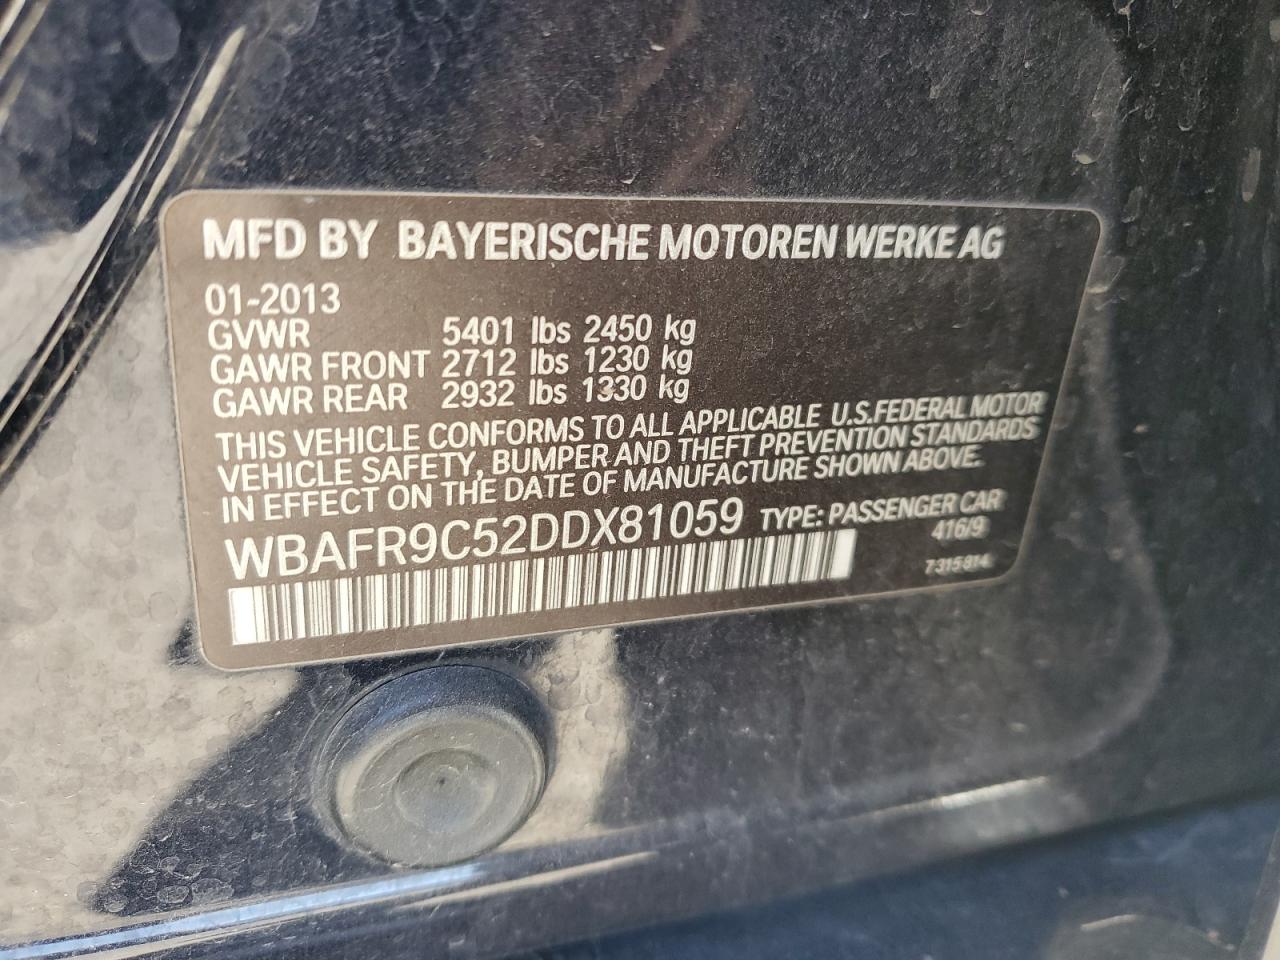 MFD BY BAYERISCHE MOTOREN WERKE AG
01-2013
GVWR 5401 lbs 2450 kg
GAWR FRONT 2712 lbs 1230 kg
GAWR REAR 2932 lbs 1330 kg
THIS VEHICLE CONFORMS TO ALL APPLICABLE U.S.FEDERAL MOTOR
VEHICLE SAFETY, BUMPER AND THEFT PREVENTION STANDARDS
IN EFFECT ON THE DATE OF MANUFACTURE SHOWN ABOVE.
WBAFR9C52DDX81059 TYPE: PASSENGER CAR
416/9
7315814